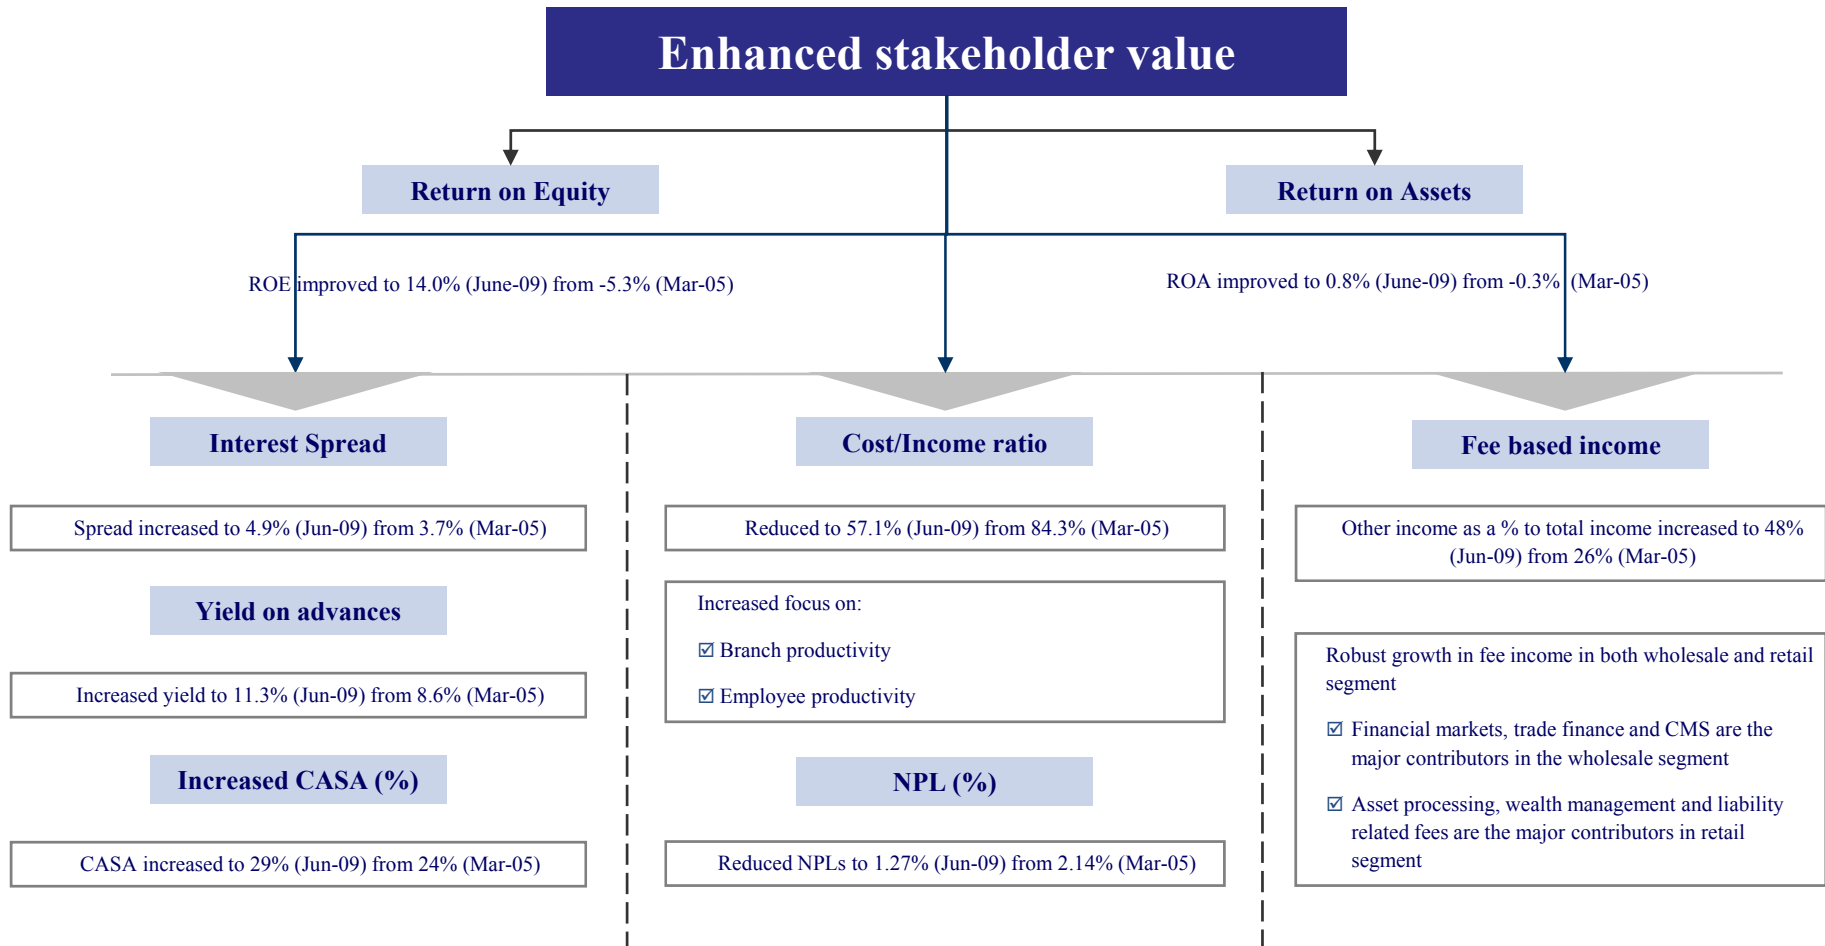 Enhanced stakeholder value
Return on Equity
Return on Assets
ROE improved to 14.0% (June-09) from -5.3% (Mar-05)
ROA improved to 0.8% (June-09) from -0.3% (Mar-05)
Interest Spread
Spread increased to 4.9% (Jun-09) from 3.7% (Mar-05)
Yield on advances
Increased yield to 11.3% (Jun-09) from 8.6% (Mar-05)
Increased CASA (%)
CASA increased to 29% (Jun-09) from 24% (Mar-05)
Cost/Income ratio
Reduced to 57.1% (Jun-09) from 84.3% (Mar-05)
Increased focus on:
☑ Branch productivity
☑ Employee productivity
NPL (%)
Reduced NPLs to 1.27% (Jun-09) from 2.14% (Mar-05)
Fee based income
Other income as a % to total income increased to 48%
(Jun-09) from 26% (Mar-05)
Robust growth in fee income in both wholesale and retail
segment
☑ Financial markets, trade finance and CMS are the
major contributors in the wholesale segment
☑ Asset processing, wealth management and liability
related fees are the major contributors in retail
segment